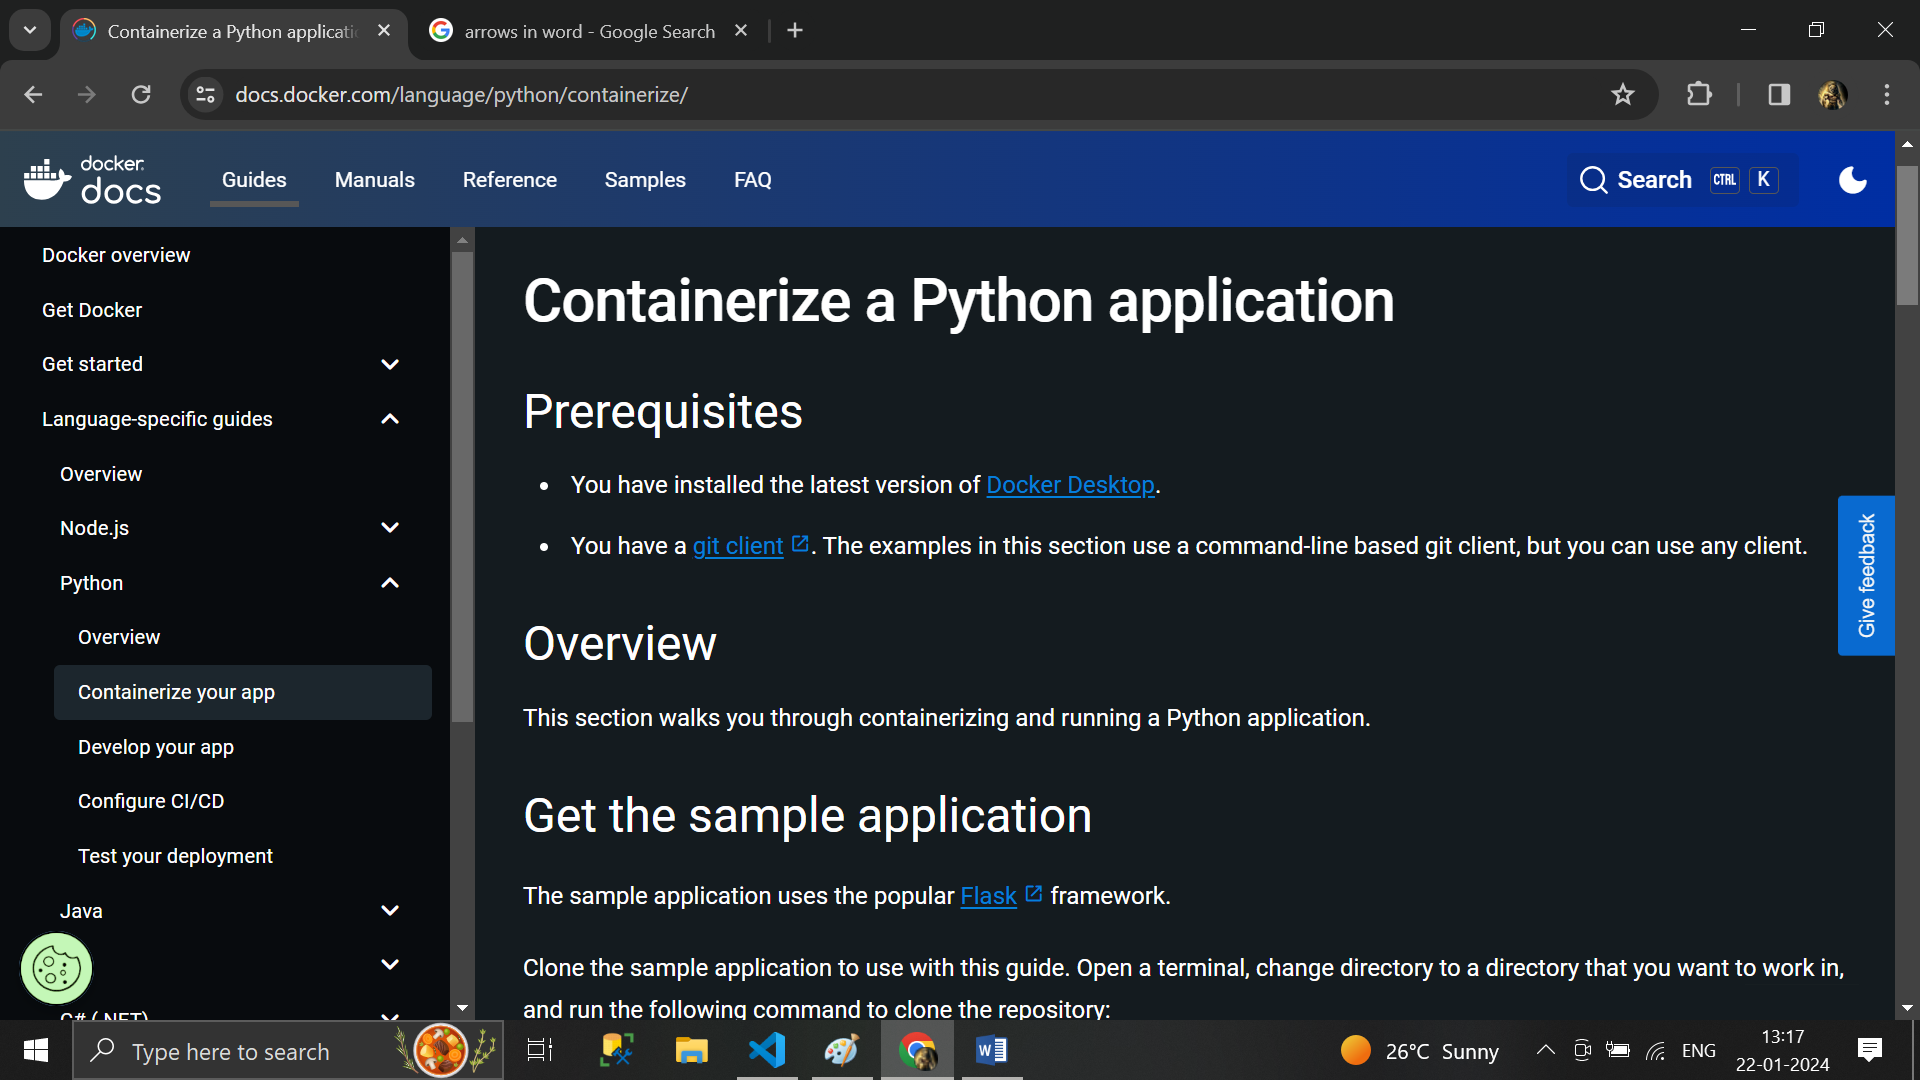 Containerize a Python applicati
arrows in word - Google Search
docs.docker.com/language/python/containerize/
docker
docs
Guides
Manuals
Reference
Samples
FAQ
Search
CTRL
K
Docker overview
Get Docker
Get started
Language-specific guides
Overview
Node.js
Python
Overview
Containerize your app
Develop your app
Configure CI/CD
Test your deployment
Java
C# (.NET)
Containerize a Python application
Prerequisites
• You have installed the latest version of Docker Desktop.
• You have a git client. The examples in this section use a command-line based git client, but you can use any client.
Overview
This section walks you through containerizing and running a Python application.
Get the sample application
The sample application uses the popular Flask framework.
Clone the sample application to use with this guide. Open a terminal, change directory to a directory that you want to work in,
and run the following command to clone the repository:
Give feedback
Type here to search
26°C Sunny
ENG
13:17
22-01-2024